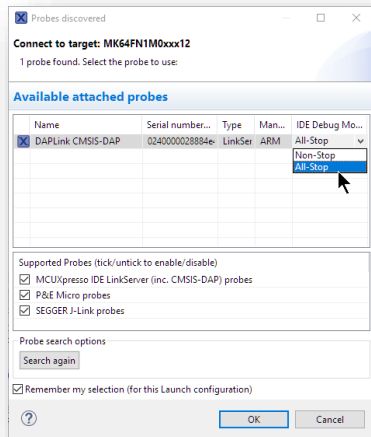 Probes discovered
Connect to target: MK64FN1M0xxx12
1 probe found. Select the probe to use:
Available attached probes
Name Serial number... Type Man... IDE Debug Mo...
DAPLink CMSIS-DAP 0240000028884e LinkSer ARM All-Stop
Non-Stop
All-Stop
Supported Probes (tick/untick to enable/disable)
MCUXpresso IDE LinkServer (inc. CMSIS-DAP) probes
P&E Micro probes
SEGGER J-Link probes
Probe search options
Search again
Remember my selection (for this Launch configuration)
?
OK Cancel